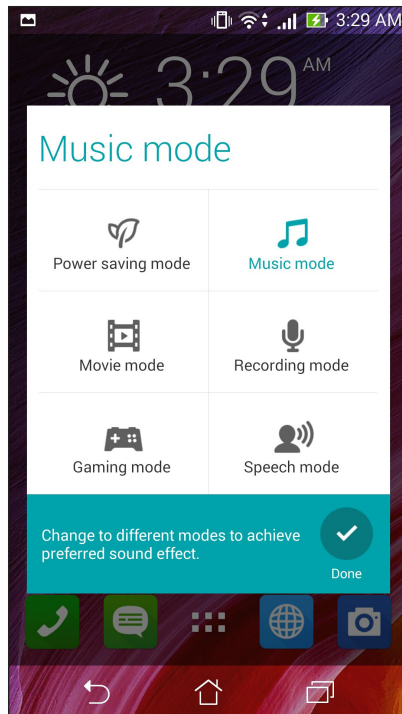 3:29 AM
3:29 AM
Music mode
Power saving mode
Music mode
Movie mode
Recording mode
Gaming mode
Speech mode
Change to different modes to achieve
preferred sound effect.
Done